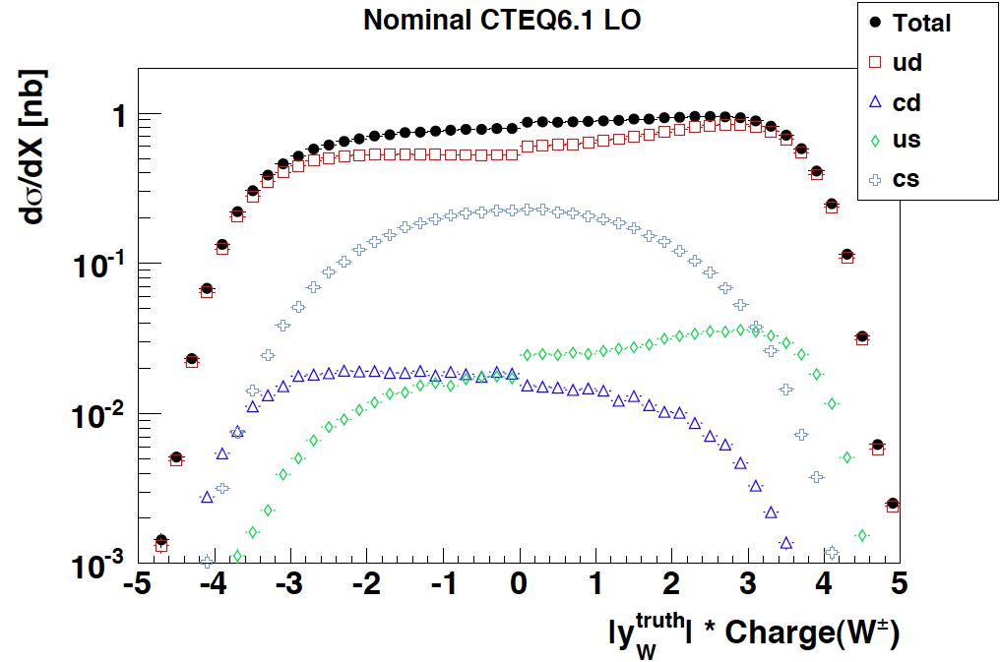 Nominal CTEQ6.1 LO
Total
ud
cd
us
cs
dσ/dX [nb]
1
10⁻¹
10⁻²
10⁻³
-5 -4 -3 -2 -1 0 1 2 3 4 5
|y_W^truth| * Charge(W±)